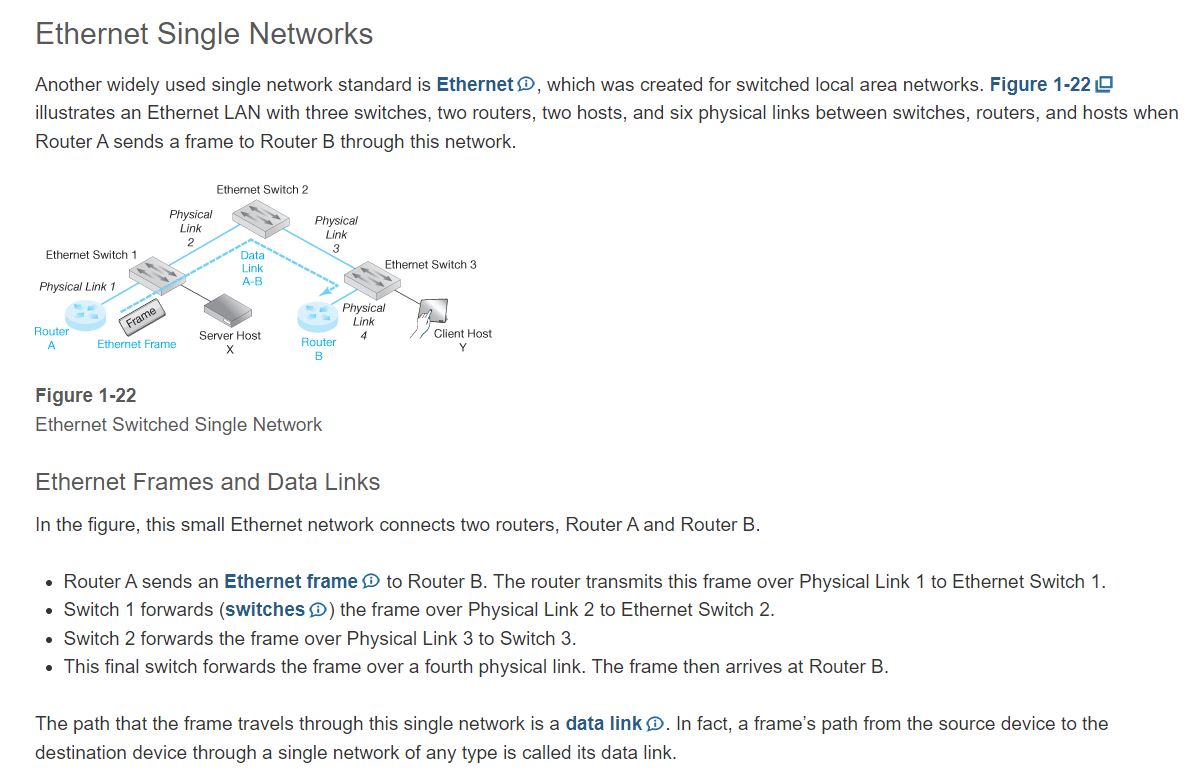 Ethernet Single Networks
Another widely used single network standard is Ethernet, which was created for switched local area networks. Figure 1-22
illustrates an Ethernet LAN with three switches, two routers, two hosts, and six physical links between switches, routers, and hosts when
Router A sends a frame to Router B through this network.
Ethernet Switch 2
Physical
Link
2
Physical
Link
3
Ethernet Switch 1
Data
Link
A-B
Ethernet Switch 3
Physical Link 1
Frame
Physical
Link
4
Router
A
Ethernet Frame
Server Host
X
Router
B
Client Host
Y
Figure 1-22
Ethernet Switched Single Network
Ethernet Frames and Data Links
In the figure, this small Ethernet network connects two routers, Router A and Router B.
• Router A sends an Ethernet frame to Router B. The router transmits this frame over Physical Link 1 to Ethernet Switch 1.
• Switch 1 forwards (switches) the frame over Physical Link 2 to Ethernet Switch 2.
• Switch 2 forwards the frame over Physical Link 3 to Switch 3.
• This final switch forwards the frame over a fourth physical link. The frame then arrives at Router B.
The path that the frame travels through this single network is a data link. In fact, a frame's path from the source device to the
destination device through a single network of any type is called its data link.